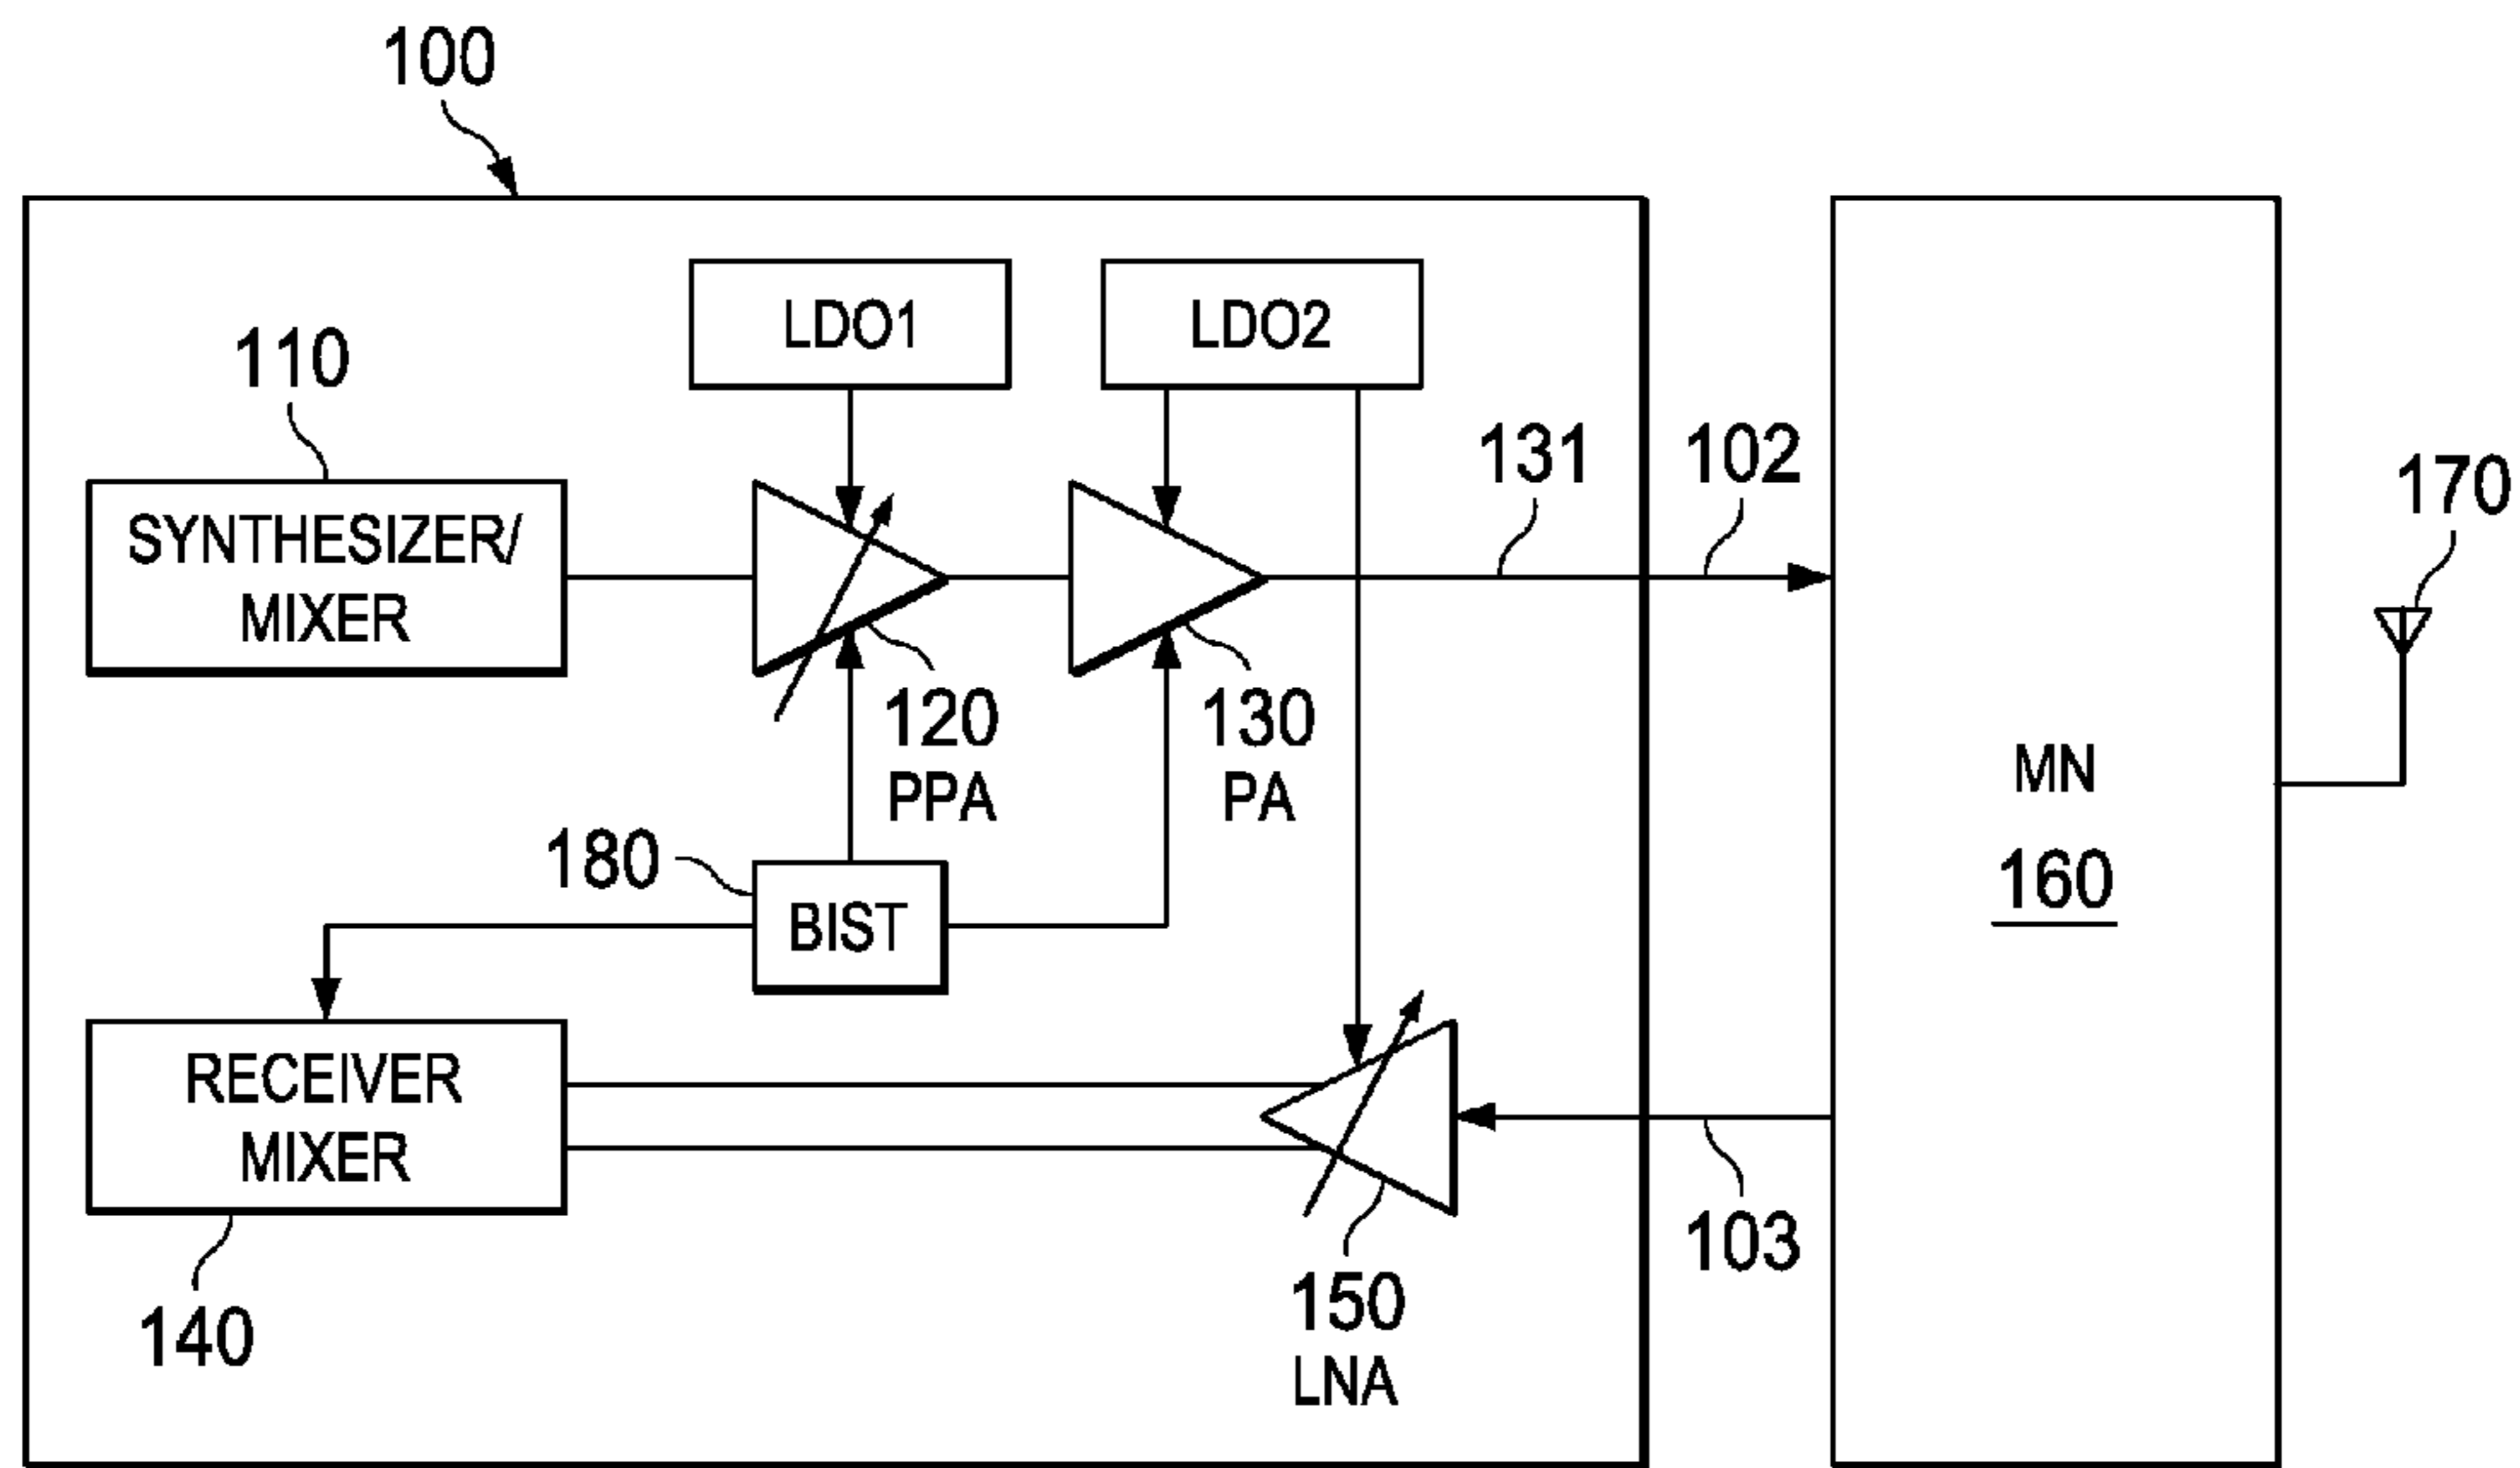 100
LDO1
LDO2
110
131
102
170
SYNTHESIZER/
MIXER
120
PPA
130
PA
MN
160
180
BIST
RECEIVER
MIXER
103
140
150
LNA